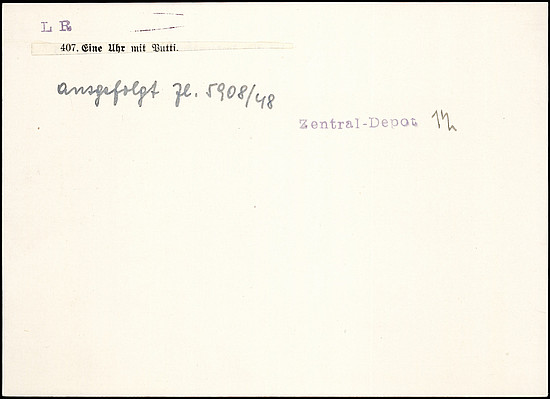 L R
407. Eine Uhr mit Putti.
ausgefolgt Zl. 5908/48
Zentral-Depot